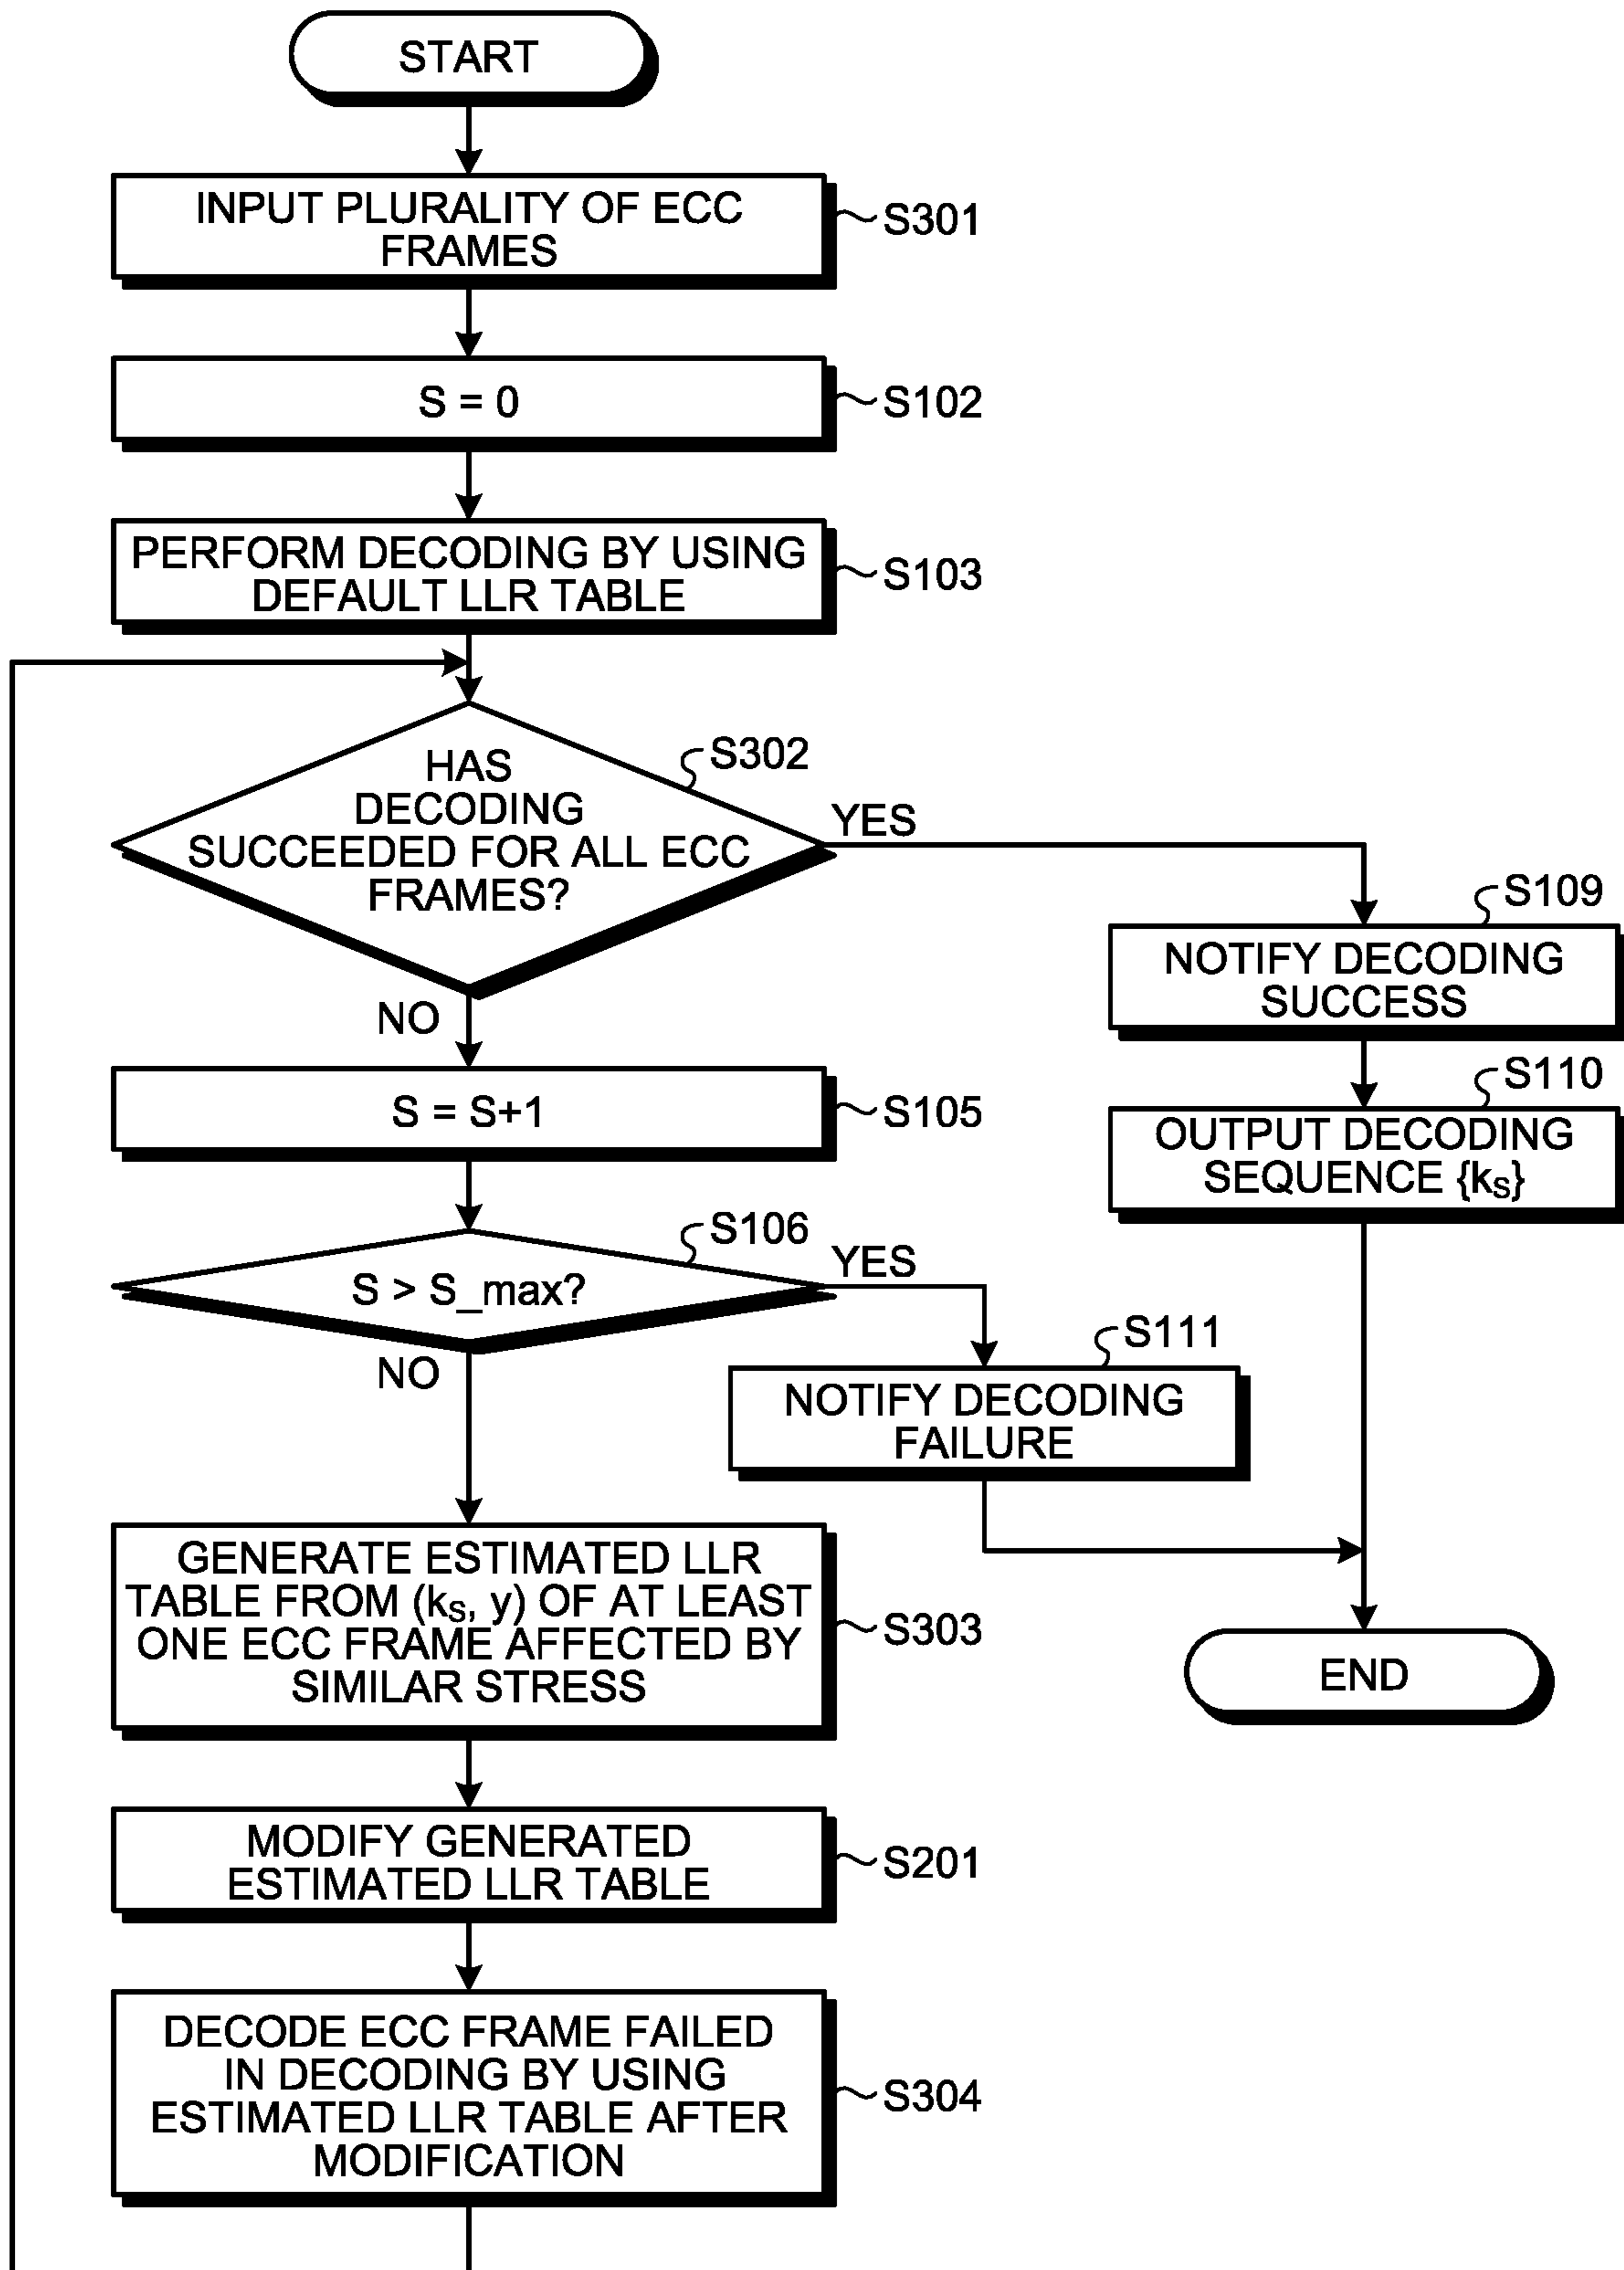 START
INPUT PLURALITY OF ECC
FRAMES
S301
S = 0
S102
PERFORM DECODING BY USING
DEFAULT LLR TABLE
S103
HAS
DECODING
SUCCEEDED FOR ALL ECC
FRAMES?
S302
YES
NO
S109
NOTIFY DECODING
SUCCESS
S110
OUTPUT DECODING
SEQUENCE {kS}
S = S+1
S105
S > S_max?
S106
YES
NO
S111
NOTIFY DECODING
FAILURE
GENERATE ESTIMATED LLR
TABLE FROM (kS, y) OF AT LEAST
ONE ECC FRAME AFFECTED BY
SIMILAR STRESS
S303
END
MODIFY GENERATED
ESTIMATED LLR TABLE
S201
DECODE ECC FRAME FAILED
IN DECODING BY USING
ESTIMATED LLR TABLE AFTER
MODIFICATION
S304